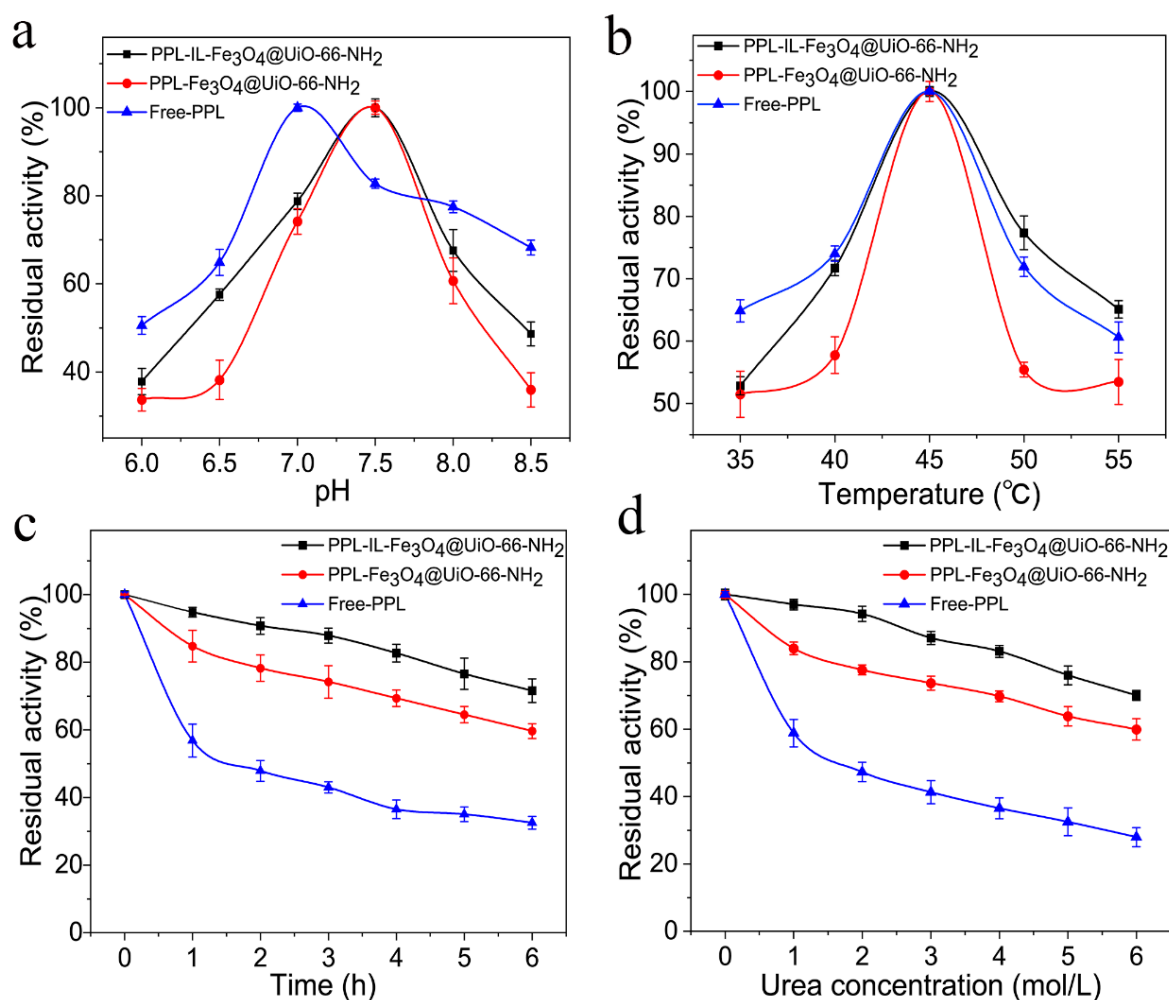 a
PPL-IL-Fe₃O₄@UiO-66-NH₂
PPL-Fe₃O₄@UiO-66-NH₂
Free-PPL
Residual activity (%)
100
80
60
40
6.0 6.5 7.0 7.5 8.0 8.5
pH
b
PPL-IL-Fe₃O₄@UiO-66-NH₂
PPL-Fe₃O₄@UiO-66-NH₂
Free-PPL
Residual activity (%)
100
90
80
70
60
50
35 40 45 50 55
Temperature (℃)
c
PPL-IL-Fe₃O₄@UiO-66-NH₂
PPL-Fe₃O₄@UiO-66-NH₂
Free-PPL
Residual activity (%)
100
80
60
40
20
0
0 1 2 3 4 5 6
Time (h)
d
PPL-IL-Fe₃O₄@UiO-66-NH₂
PPL-Fe₃O₄@UiO-66-NH₂
Free-PPL
Residual activity (%)
100
80
60
40
20
0
0 1 2 3 4 5 6
Urea concentration (mol/L)